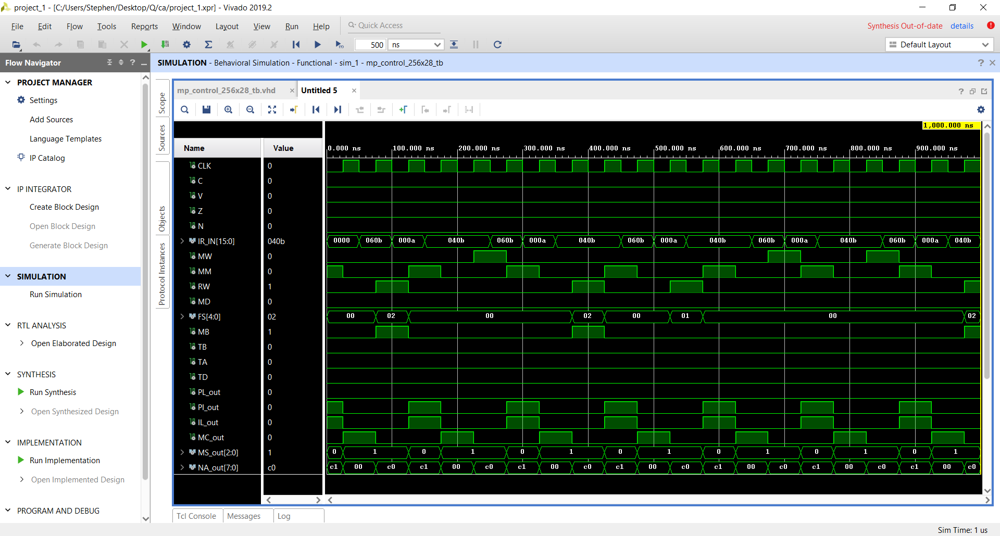 project_1 - [C:/Users/Stephen/Desktop/Q/ca/project_1.xpr] - Vivado 2019.2
File Edit Flow Tools Reports Window Layout View Run Help Quick Access
Synthesis Out-of-date details
500 ns
Default Layout
Flow Navigator
SIMULATION - Behavioral Simulation - Functional - sim_1 - mp_control_256x28_tb
PROJECT MANAGER
Settings
Add Sources
Language Templates
IP Catalog
IP INTEGRATOR
Create Block Design
Open Block Design
Generate Block Design
SIMULATION
Run Simulation
RTL ANALYSIS
Open Elaborated Design
SYNTHESIS
Run Synthesis
Open Synthesized Design
IMPLEMENTATION
Run Implementation
Open Implemented Design
PROGRAM AND DEBUG
Scope
Sources
Objects
Protocol Instances
mp_control_256x28_tb.vhd
Untitled 5
1,000.000 ns
Name Value
0.000 ns 100.000 ns 200.000 ns 300.000 ns 400.000 ns 500.000 ns 600.000 ns 700.000 ns 800.000 ns 900.000 ns
CLK 0
C 0
V 0
Z 0
N 0
IR_IN[15:0] 040b 0000 060b 000a 040b 060b 000a 040b 060b 000a 040b 060b 000a 040b 060b 000a 040b
MW 0
MM 0
RW 1
MD 0
FS[4:0] 02 00 02 00 02 00 01 00 02
MB 1
TB 0
TA 0
TD 0
PL_out 0
PI_out 0
IL_out 0
MC_out 0
MS_out[2:0] 1 0 1 0 1 0 1 0 1 0 1 0 1 0 1
NA_out[7:0] c0 c1 00 c0 c1 00 c0 c1 00 c0 c1 00 c0 c1 00 c0 c1 00 c0 c1 00 c0
Tcl Console Messages Log
Sim Time: 1 us